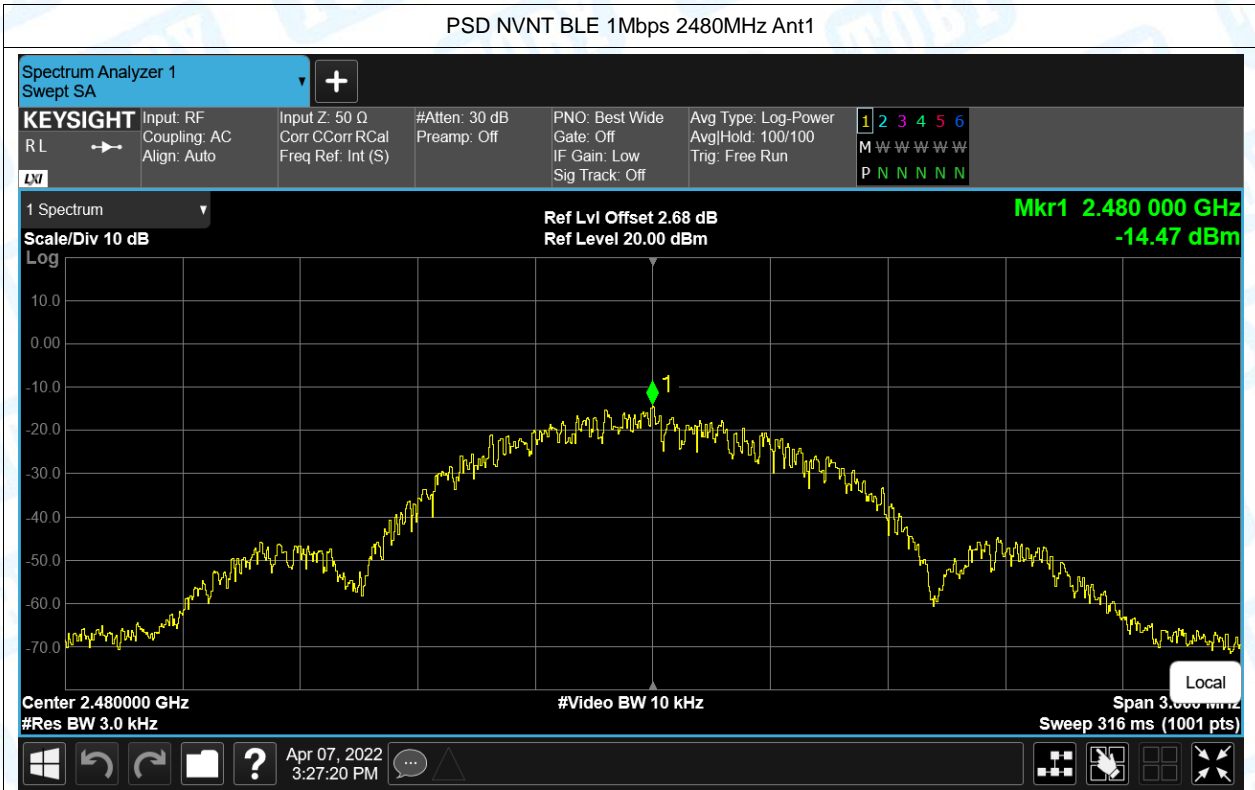 PSD NVNT BLE 1Mbps 2480MHz Ant1
Spectrum Analyzer 1
Swept SA
KEYSIGHT
RL
LXI
Input: RF
Coupling: AC
Align: Auto
Input Z: 50 Ω
Corr CCorr RCal
Freq Ref: Int (S)
#Atten: 30 dB
Preamp: Off
PNO: Best Wide
Gate: Off
IF Gain: Low
Sig Track: Off
Avg Type: Log-Power
Avg|Hold: 100/100
Trig: Free Run
1 2 3 4 5 6
M W W W W W
P N N N N N
1 Spectrum
Scale/Div 10 dB
Ref Lvl Offset 2.68 dB
Ref Level 20.00 dBm
Mkr1 2.480 000 GHz
-14.47 dBm
Log
10.0
0.00
-10.0
-20.0
-30.0
-40.0
-50.0
-60.0
-70.0
1
Local
Center 2.480000 GHz
#Video BW 10 kHz
Span 3.000 MHz
#Res BW 3.0 kHz
Sweep 316 ms (1001 pts)
?
Apr 07, 2022
3:27:20 PM